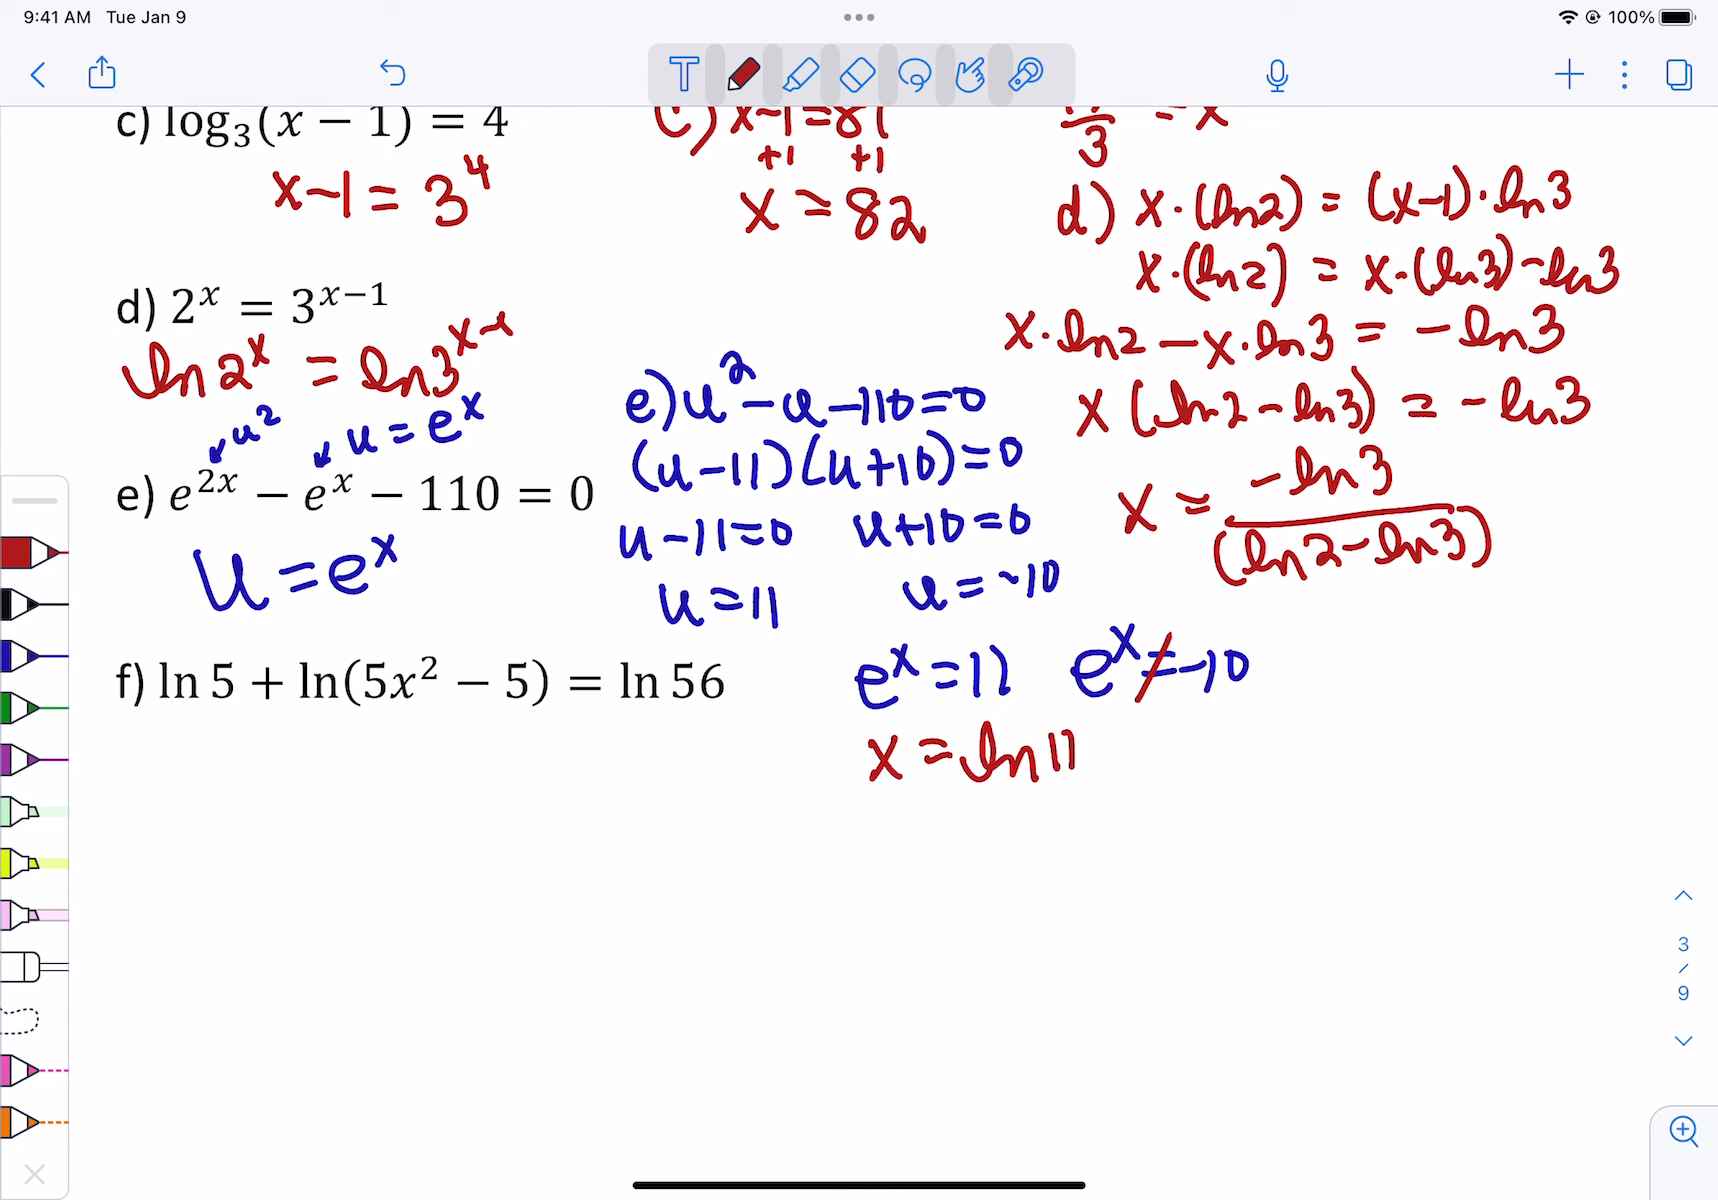 9:41 AM Tue Jan 9
100%
c) log₃(x − 1) = 4
x-1 = 3⁴
c) x-1=81
+1 +1
x = 82
/3 = x
d) 2ˣ = 3ˣ⁻¹
ln 2ˣ = ln 3ˣ⁻¹
d) x·(ln2) = (x-1)·ln3
x·(ln2) = x·(ln3)-ln3
x·ln2 - x·ln3 = -ln3
x (ln2-ln3) = -ln3
x = -ln3 / (ln2-ln3)
u² u = eˣ
e) e²ˣ − eˣ − 110 = 0
u = eˣ
e) u² - u - 110 = 0
(u-11)(u+10)=0
u-11=0 u+10=0
u=11 u=-10
eˣ=11 eˣ≠-10
x = ln11
f) ln 5 + ln(5x² − 5) = ln 56
3
/
9